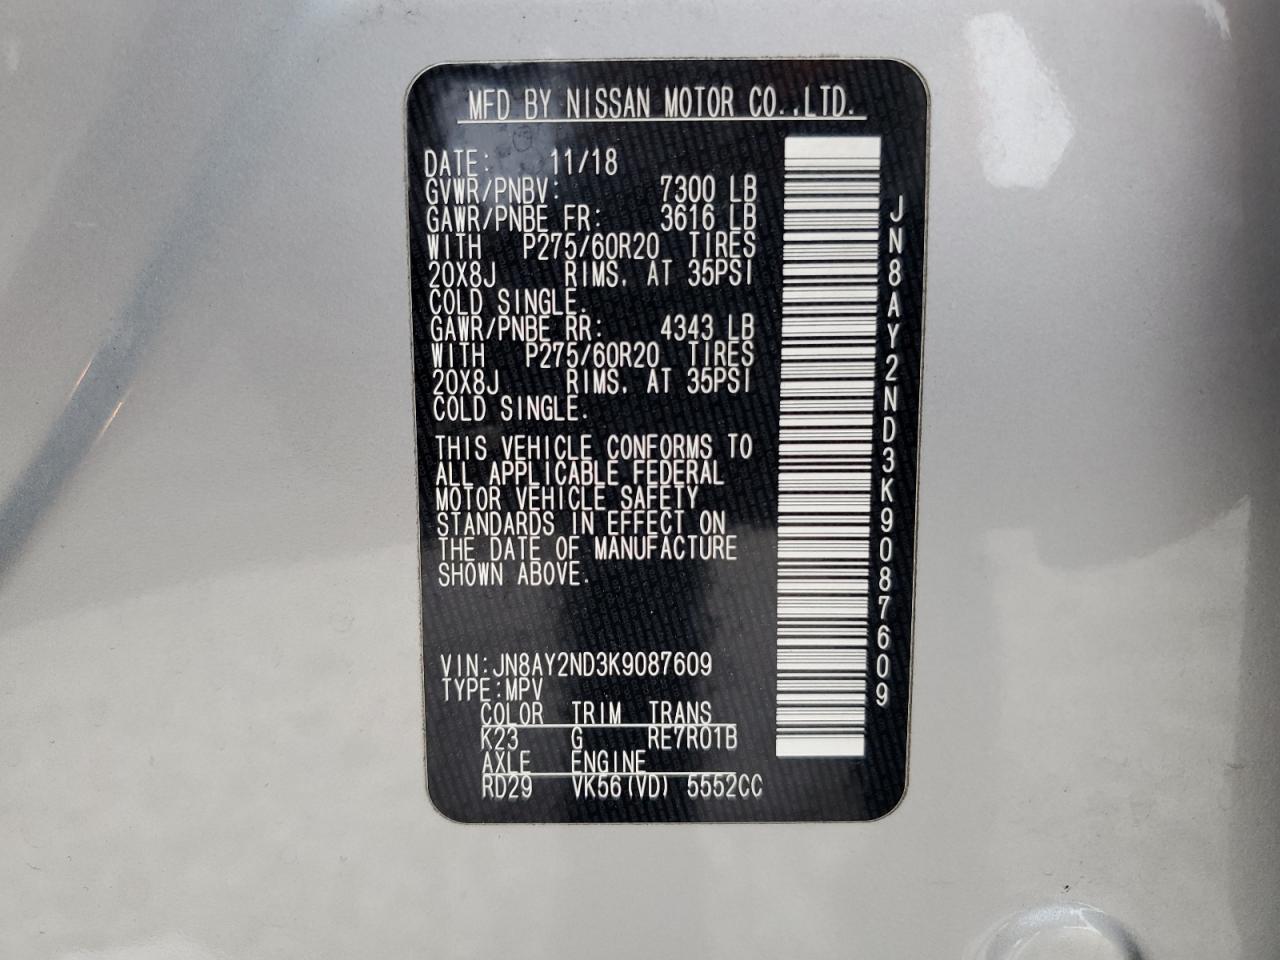 MFD BY NISSAN MOTOR CO.,LTD.
DATE: 11/18
GVWR/PNBV: 7300 LB
GAWR/PNBE FR: 3616 LB
WITH P275/60R20 TIRES
20X8J RIMS, AT 35PSI
COLD SINGLE.
GAWR/PNBE RR: 4343 LB
WITH P275/60R20 TIRES
20X8J RIMS, AT 35PSI
COLD SINGLE.
THIS VEHICLE CONFORMS TO
ALL APPLICABLE FEDERAL
MOTOR VEHICLE SAFETY
STANDARDS IN EFFECT ON
THE DATE OF MANUFACTURE
SHOWN ABOVE.
VIN:JN8AY2ND3K9087609
TYPE:MPV
COLOR TRIM TRANS
K23 G RE7R01B
AXLE ENGINE
RD29 VK56(VD) 5552CC
JN8AY2ND3K9087609